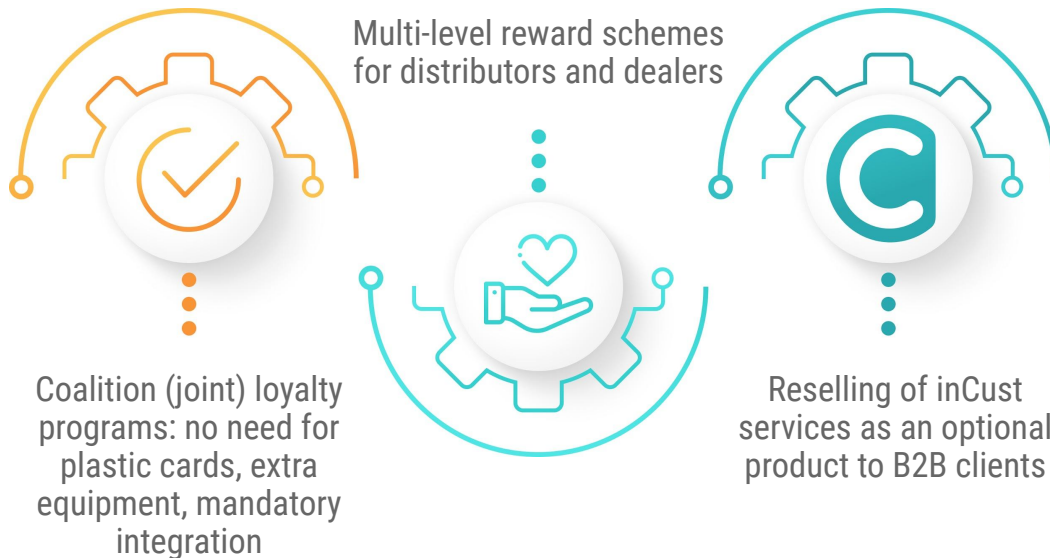 Multi-level reward schemes
for distributors and dealers
Coalition (joint) loyalty
programs: no need for
plastic cards, extra
equipment, mandatory
integration
Reselling of inCust
services as an optional
product to B2B clients